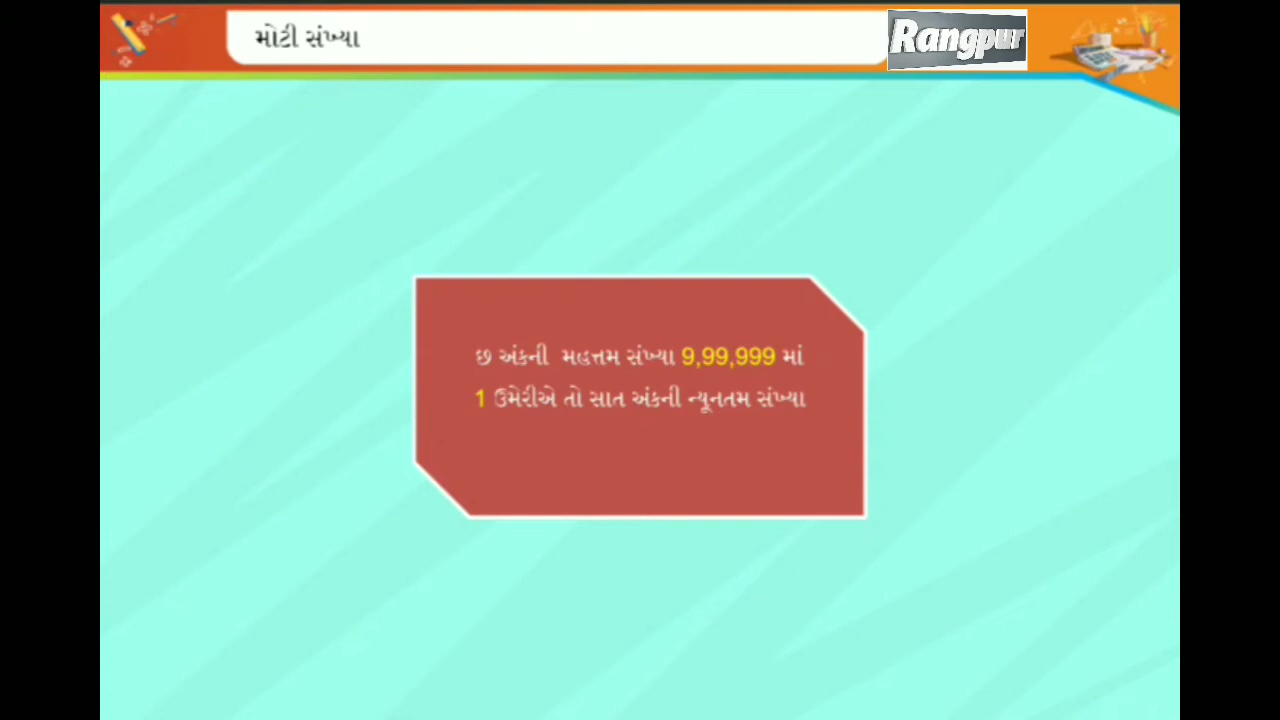 મોટી સંખ્યા
Rangpur
છ અંકની મહત્તમ સંખ્યા 9,99,999 માં
1 ઉમેરીએ તો સાત અંકની ન્યૂનતમ સંખ્યા